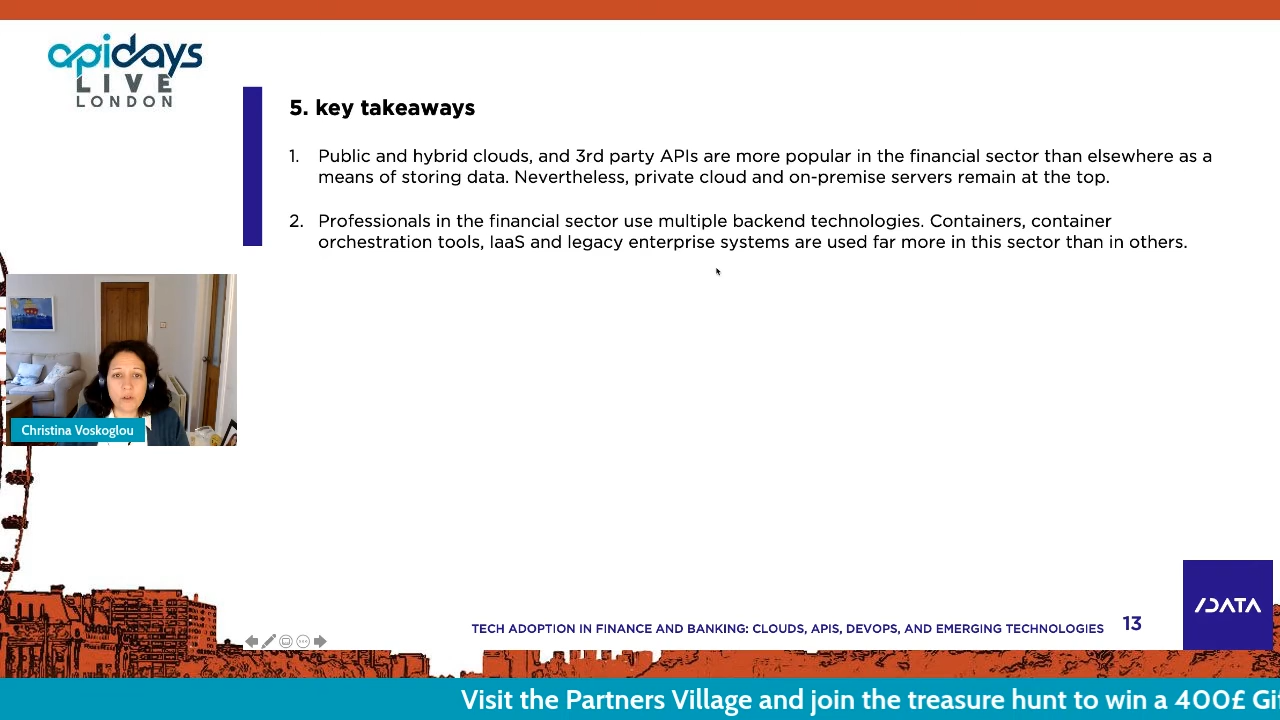 apidays
LIVE
LONDON
5. key takeaways
1. Public and hybrid clouds, and 3rd party APIs are more popular in the financial sector than elsewhere as a
means of storing data. Nevertheless, private cloud and on-premise servers remain at the top.
2. Professionals in the financial sector use multiple backend technologies. Containers, container
orchestration tools, IaaS and legacy enterprise systems are used far more in this sector than in others.
Christina Voskoglou
TECH ADOPTION IN FINANCE AND BANKING: CLOUDS, APIS, DEVOPS, AND EMERGING TECHNOLOGIES 13
/DATA
Visit the Partners Village and join the treasure hunt to win a 400£